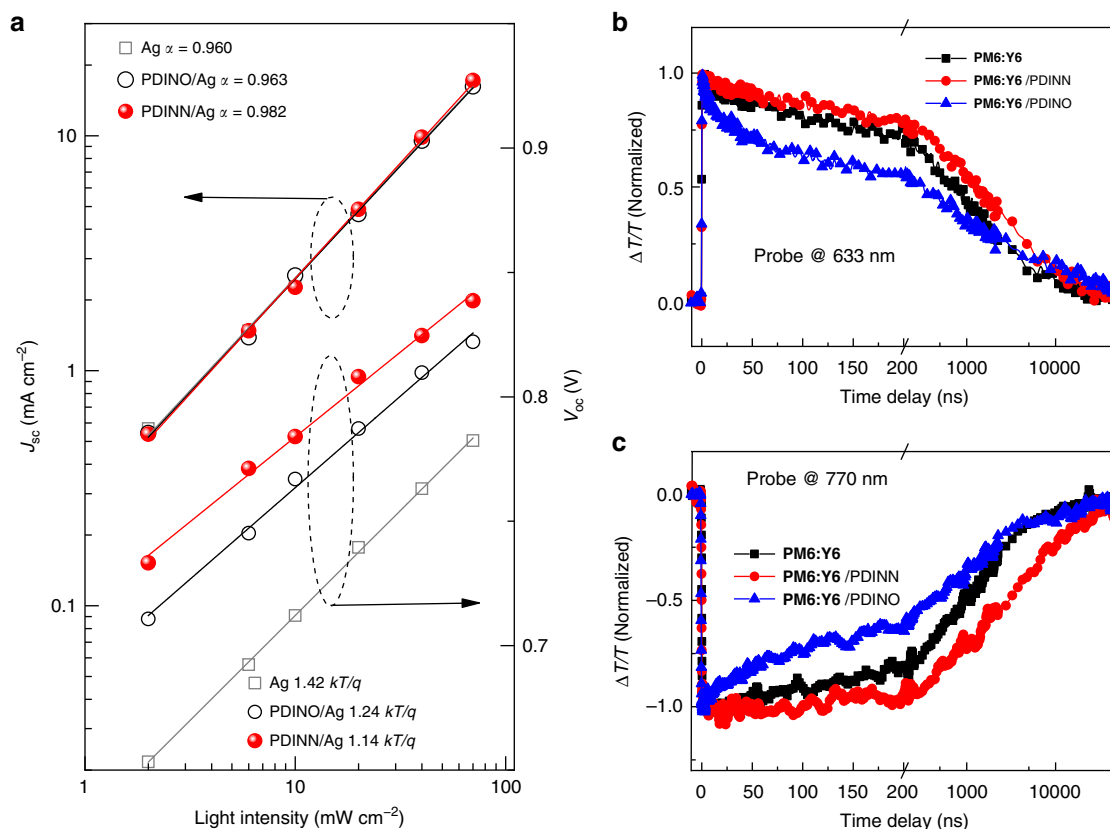 a
Ag α = 0.960
PDINO/Ag α = 0.963
PDINN/Ag α = 0.982
10
1
0.1
J_sc (mA cm⁻²)
0.9
0.8
0.7
V_oc (V)
Ag 1.42 kT/q
PDINO/Ag 1.24 kT/q
PDINN/Ag 1.14 kT/q
1 10 100
Light intensity (mW cm⁻²)
b
PM6:Y6
PM6:Y6 /PDINN
PM6:Y6 /PDINO
1.0
0.5
0.0
ΔT/T (Normalized)
Probe @ 633 nm
0 50 100 150 200 1000 10000
Time delay (ns)
c
Probe @ 770 nm
PM6:Y6
PM6:Y6 /PDINN
PM6:Y6 /PDINO
0.0
−0.5
−1.0
ΔT/T (Normalized)
0 50 100 150 200 1000 10000
Time delay (ns)